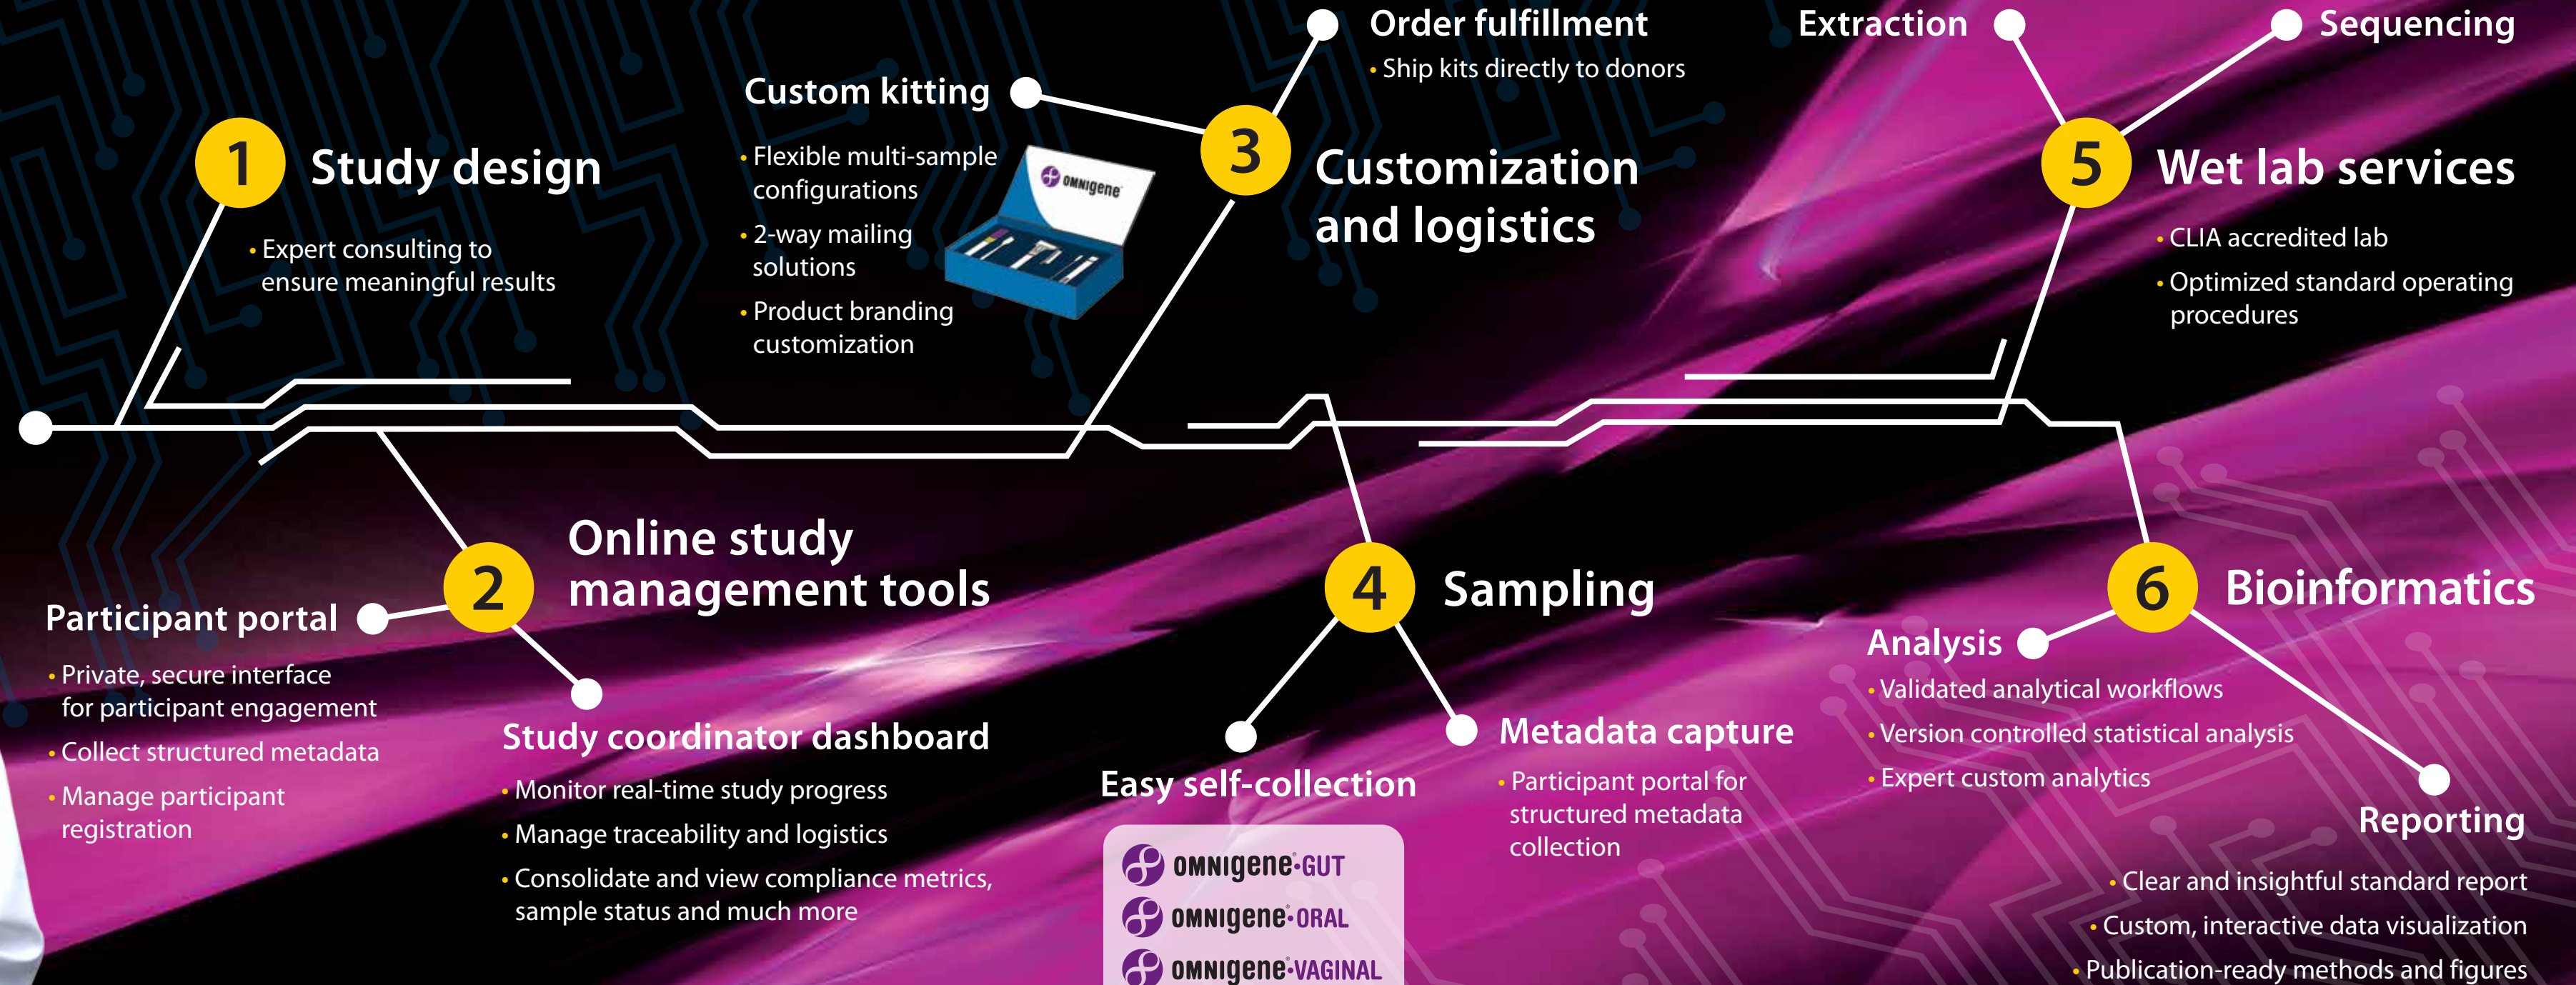 1
Study design
• Expert consulting to
ensure meaningful results
2
Online study
management tools
Participant portal
• Private, secure interface
for participant engagement
• Collect structured metadata
• Manage participant
registration
Study coordinator dashboard
• Monitor real-time study progress
• Manage traceability and logistics
• Consolidate and view compliance metrics,
sample status and much more
3
Customization
and logistics
Custom kitting
• Flexible multi-sample
configurations
• 2-way mailing
solutions
• Product branding
customization
OMNIgene
Order fulfillment
• Ship kits directly to donors
4
Sampling
Easy self-collection
OMNIgene®•GUT
OMNIgene®•ORAL
OMNIgene®•VAGINAL
Metadata capture
• Participant portal for
structured metadata
collection
5
Wet lab services
Extraction
Sequencing
• CLIA accredited lab
• Optimized standard operating
procedures
6
Bioinformatics
Analysis
• Validated analytical workflows
• Version controlled statistical analysis
• Expert custom analytics
Reporting
• Clear and insightful standard report
• Custom, interactive data visualization
• Publication-ready methods and figures